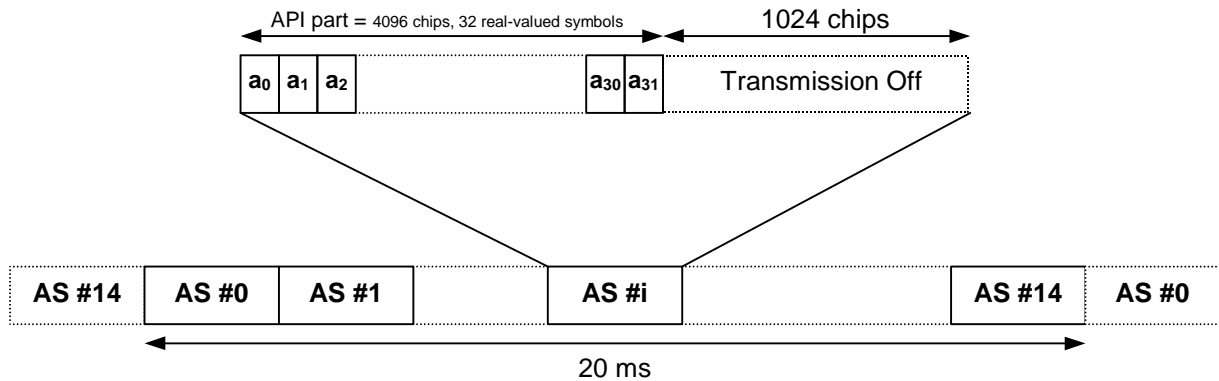 API part = 4096 chips, 32 real-valued symbols
1024 chips
a0 a1 a2 a30 a31 Transmission Off
AS #14 AS #0 AS #1 AS #i AS #14 AS #0
20 ms